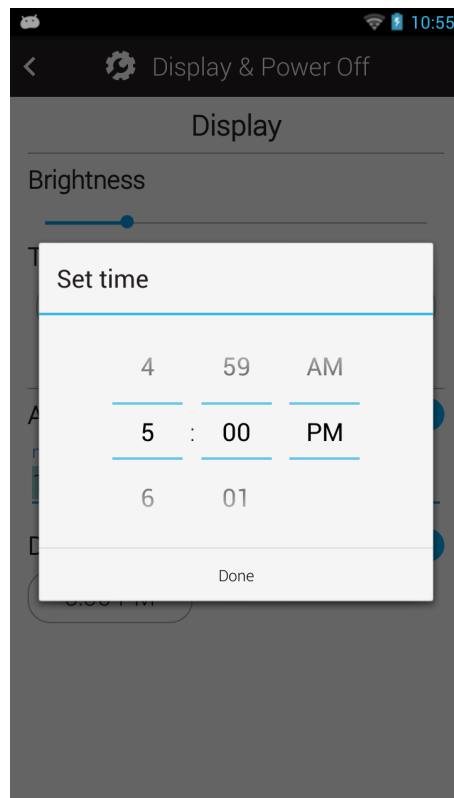 10:55
Display & Power Off
Display
Brightness
Set time
4 59 AM
5 : 00 PM
6 01
Done